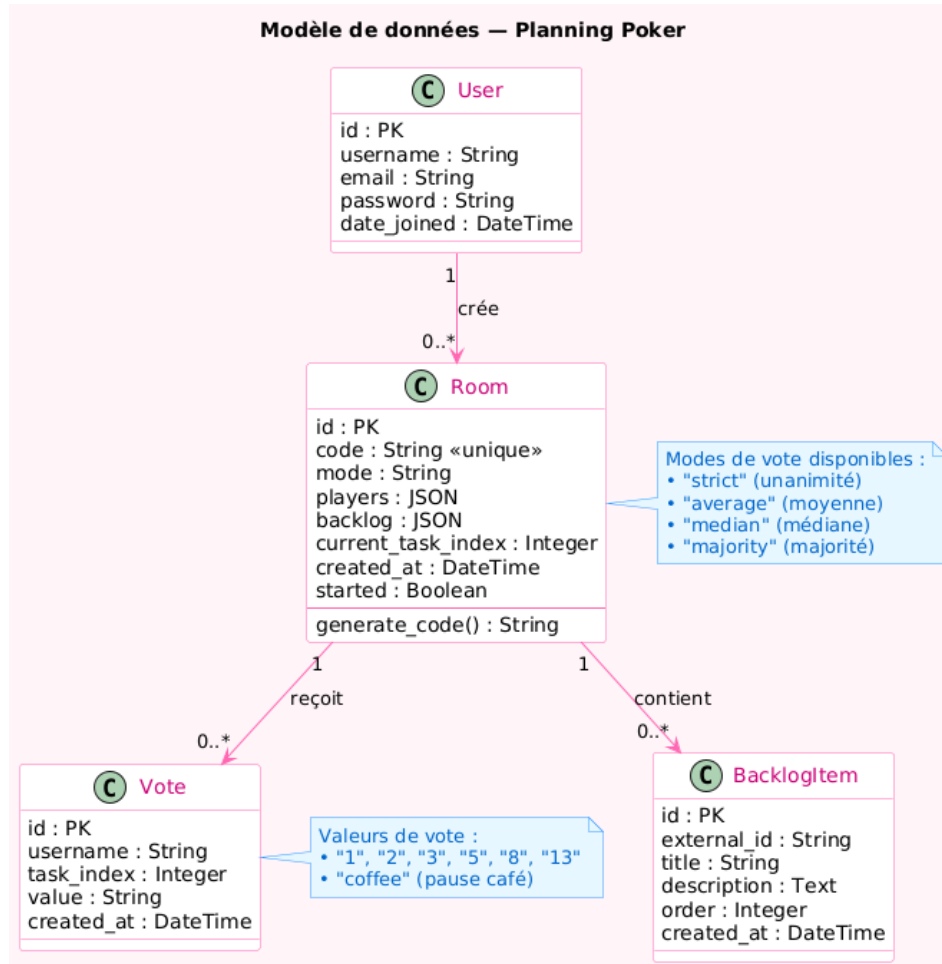 Modèle de données — Planning Poker
C User
id : PK
username : String
email : String
password : String
date_joined : DateTime
1
crée
0..*
C Room
id : PK
code : String «unique»
mode : String
players : JSON
backlog : JSON
current_task_index : Integer
created_at : DateTime
started : Boolean
generate_code() : String
Modes de vote disponibles :
• "strict" (unanimité)
• "average" (moyenne)
• "median" (médiane)
• "majority" (majorité)
1
reçoit
0..*
1
contient
0..*
C Vote
id : PK
username : String
task_index : Integer
value : String
created_at : DateTime
Valeurs de vote :
• "1", "2", "3", "5", "8", "13"
• "coffee" (pause café)
C BacklogItem
id : PK
external_id : String
title : String
description : Text
order : Integer
created_at : DateTime